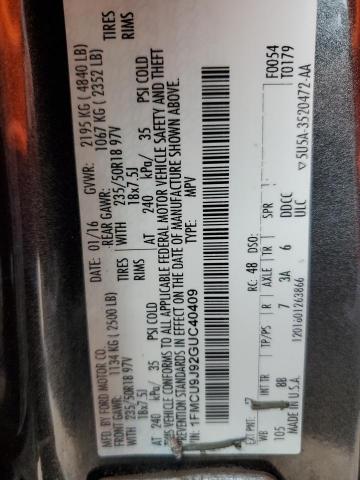 MFD. BY FORD MOTOR CO.
DATE: 01/16 GVWR: 2195 KG ( 4840 LB)
FRONT GAWR: 1134 KG ( 2500 LB) REAR GAWR: 1067 KG ( 2352 LB)
235/50R18 97V TIRES WITH 235/50R18 97V TIRES
18x7.5J RIMS 18x7.5J RIMS
AT 240 kPa/ 35 PSI COLD AT 240 kPa/ 35 PSI COLD
THIS VEHICLE CONFORMS TO ALL APPLICABLE FEDERAL MOTOR VEHICLE SAFETY AND THEFT
PREVENTION STANDARDS IN EFFECT ON THE DATE OF MANUFACTURE SHOWN ABOVE.
VIN: 1FMCU9J92GUC40409 TYPE: MPV
F0054
T0179
EXT PNT: RC: 48 DSO:
WB INT TR TP/PS R AXLE TR SPR
105 88 7 3A 6 DDCC
ULC
1201601263866
5U5A-3520472-AA